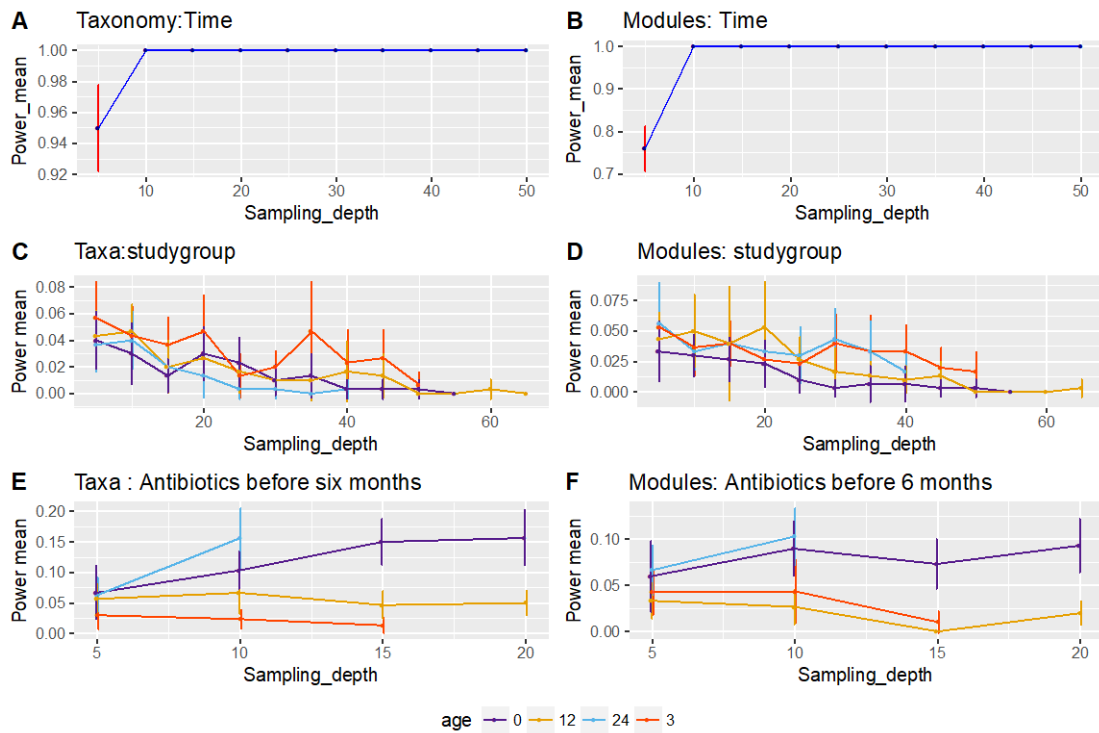 A Taxonomy:Time
1.00
0.98
0.96
0.94
0.92
Power_mean
10 20 30 40 50
Sampling_depth
B Modules: Time
1.0
0.9
0.8
0.7
Power_mean
10 20 30 40 50
Sampling_depth
C Taxa:studygroup
0.08
0.06
0.04
0.02
0.00
Power mean
20 40 60
Sampling_depth
D Modules: studygroup
0.075
0.050
0.025
0.000
Power mean
20 40 60
Sampling_depth
E Taxa : Antibiotics before six months
0.20
0.15
0.10
0.05
0.00
Power mean
5 10 15 20
Sampling_depth
F Modules: Antibiotics before 6 months
0.10
0.05
0.00
Power mean
5 10 15 20
Sampling_depth
age 0 12 24 3